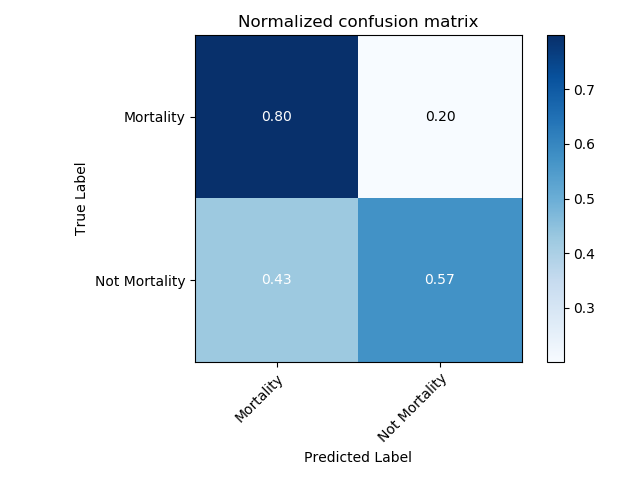 Normalized confusion matrix
True Label
Mortality
0.80
0.20
Not Mortality
0.43
0.57
Mortality
Not Mortality
Predicted Label
0.7
0.6
0.5
0.4
0.3